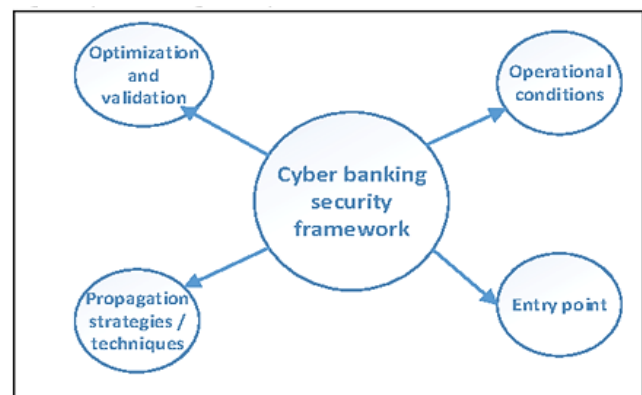 Optimization
and
validation
Operational
conditions
Cyber banking
security
framework
Propagation
strategies /
techniques
Entry point